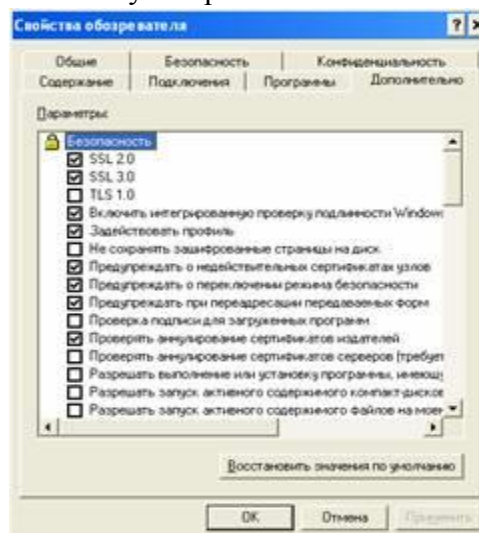 Свойства обозревателя
Общие Безопасность Конфиденциальность
Содержание Подключения Программы Дополнительно
Параметры:
Безопасность
SSL 2.0
SSL 3.0
TLS 1.0
Включить интегрированную проверку подлинности Window
Задействовать профиль
Не сохранять зашифрованные страницы на диск
Предупреждать о недействительных сертификатах узлов
Предупреждать о переключении режима безопасности
Предупреждать при переадресации передаваемых форм
Проверка подписи для загруженных программ
Проверять аннулирование сертификатов издателей
Проверять аннулирование сертификатов серверов (требует
Разрешать выполнение или установку программы, имеющу
Разрешать запуск активного содержимого компакт-дисков
Разрешать запуск активного содержимого файлов на моем
Восстановить значения по умолчанию
OK Отмена Применить